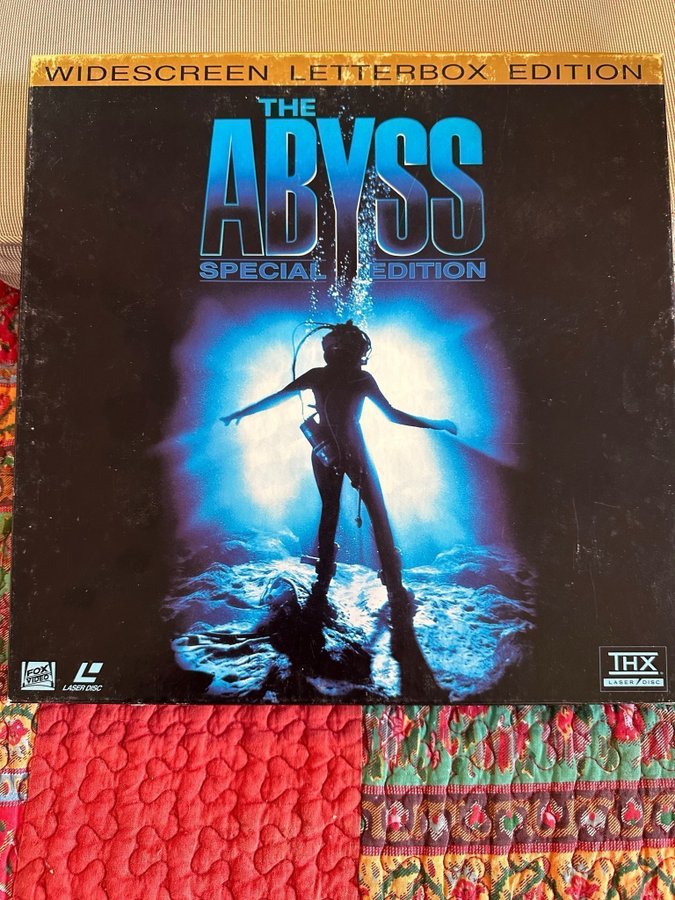 WIDESCREEN LETTERBOX EDITION
THE
ABYSS
SPECIAL EDITION
FOX
VIDEO
LASER DISC
THX
LASER DISC